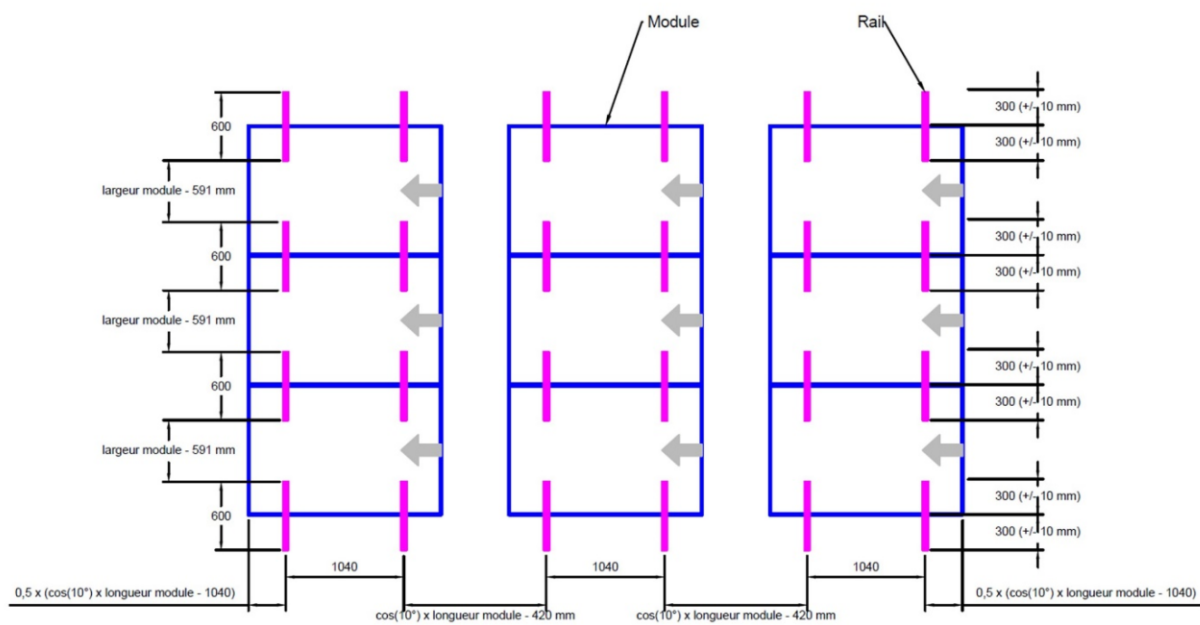 Module
Rail
600
300 (+/- 10 mm)
300 (+/- 10 mm)
largeur module - 591 mm
600
300 (+/- 10 mm)
300 (+/- 10 mm)
largeur module - 591 mm
600
300 (+/- 10 mm)
300 (+/- 10 mm)
largeur module - 591 mm
600
300 (+/- 10 mm)
300 (+/- 10 mm)
1040
1040
1040
0,5 x (cos(10°) x longueur module - 1040)
0,5 x (cos(10°) x longueur module - 1040)
cos(10°) x longueur module - 420 mm
cos(10°) x longueur module - 420 mm